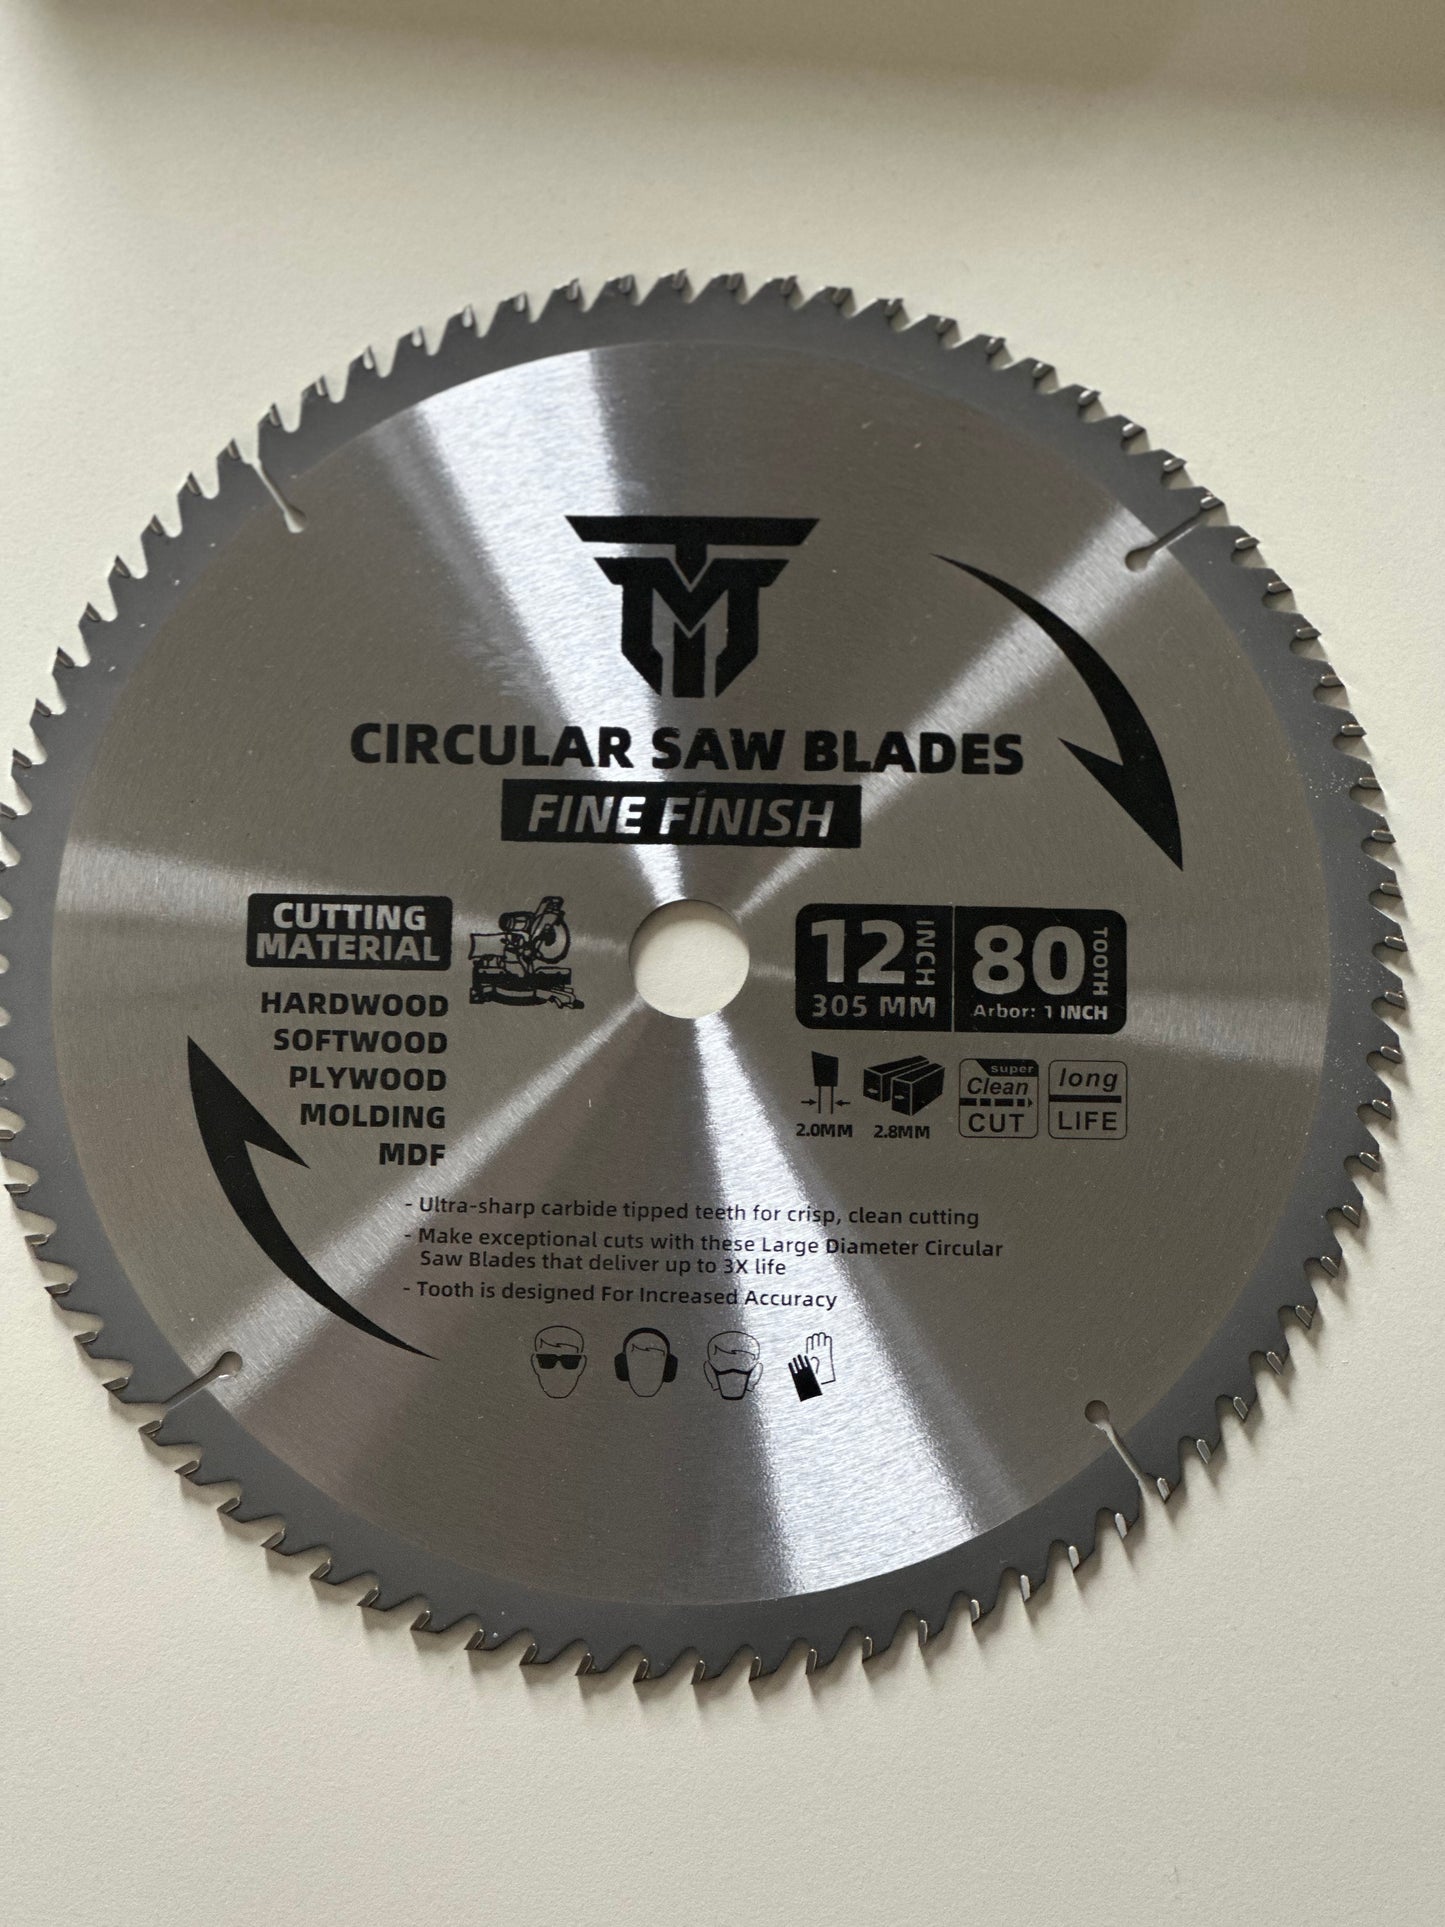 TM
CIRCULAR SAW BLADES
FINE FINISH
CUTTING
MATERIAL
HARDWOOD
SOFTWOOD
PLYWOOD
MOLDING
MDF
12 INCH
305 MM
80 TOOTH
Arbor: 1 INCH
2.0MM
2.8MM
super
Clean
CUT
long
LIFE
- Ultra-sharp carbide tipped teeth for crisp, clean cutting
- Make exceptional cuts with these Large Diameter Circular
Saw Blades that deliver up to 3X life
- Tooth is designed For Increased Accuracy